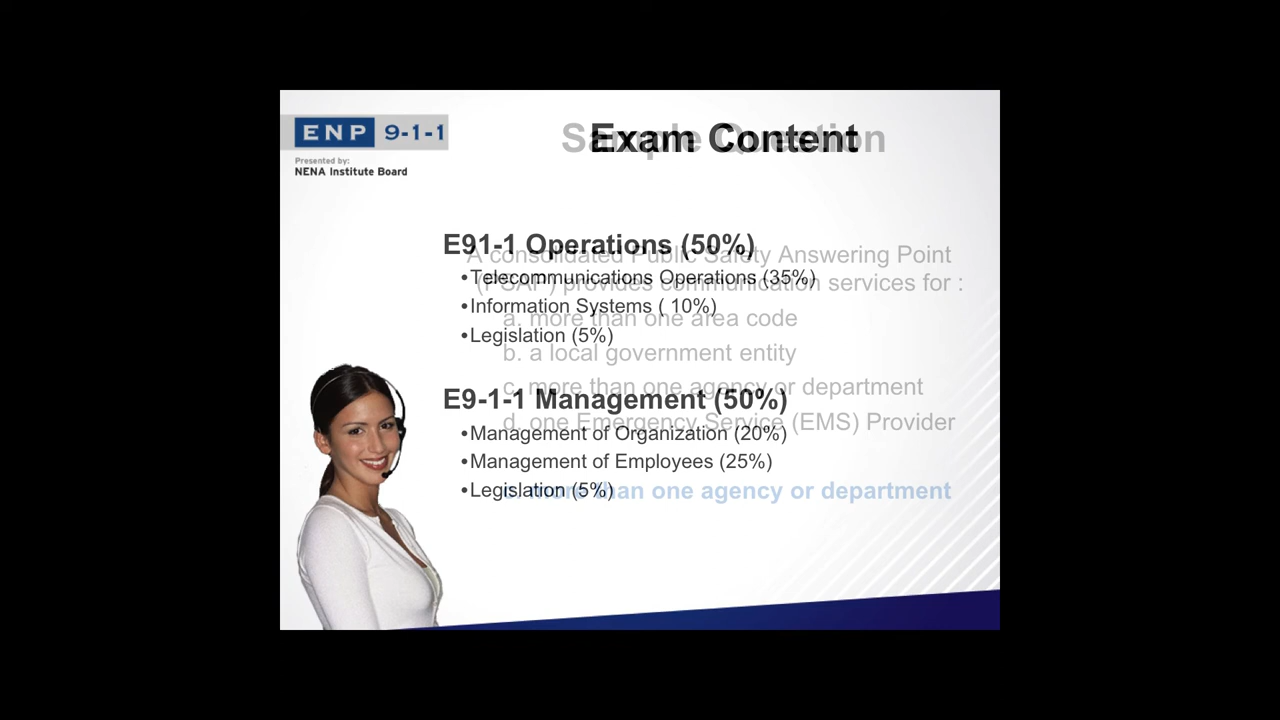 ENP 9-1-1
Presented by:
NENA Institute Board
Exam Content
Sample Question
E91-1 Operations (50%)
•Telecommunications Operations (35%)
•Information Systems ( 10%)
•Legislation (5%)
E9-1-1 Management (50%)
•Management of Organization (20%)
•Management of Employees (25%)
•Legislation (5%)
A consolidated Public Safety Answering Point
(PSAP) provides communication services for :
a. more than one area code
b. a local government entity
c. more than one agency or department
d. one Emergency Service (EMS) Provider
c. more than one agency or department